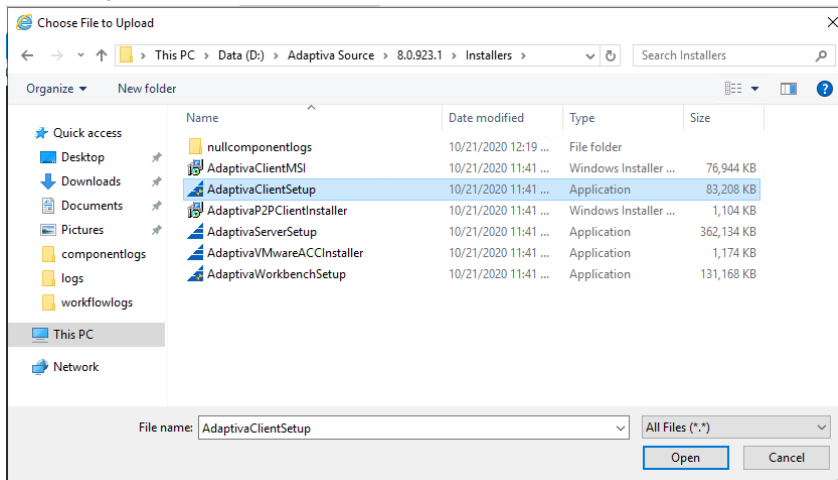 Choose File to Upload
This PC > Data (D:) > Adaptiva Source > 8.0.923.1 > Installers >
Search Installers
Organize
New folder
Name Date modified Type Size
Quick access
Desktop
Downloads
Documents
Pictures
componentlogs
logs
workflowlogs
This PC
Network
nullcomponentlogs 10/21/2020 12:19 ... File folder
AdaptivaClientMSI 10/21/2020 11:41 ... Windows Installer ... 76,944 KB
AdaptivaClientSetup 10/21/2020 11:41 ... Application 83,208 KB
AdaptivaP2PClientInstaller 10/21/2020 11:41 ... Windows Installer ... 1,104 KB
AdaptivaServerSetup 10/21/2020 11:41 ... Application 362,134 KB
AdaptivaVMwareACCInstaller 10/21/2020 11:41 ... Application 1,174 KB
AdaptivaWorkbenchSetup 10/21/2020 11:41 ... Application 131,168 KB
File name: AdaptivaClientSetup
All Files (*.*)
Open
Cancel